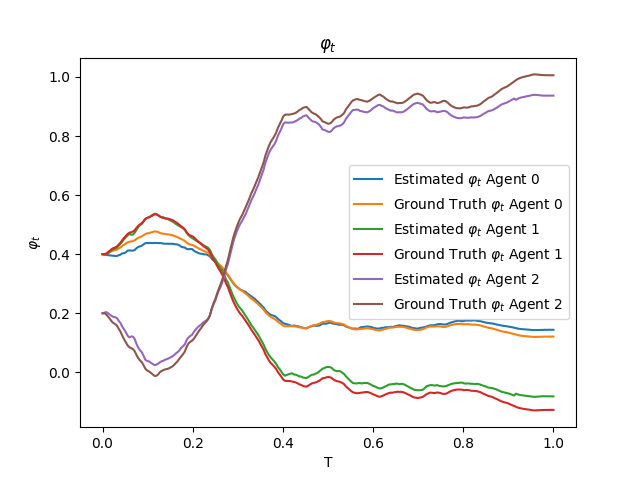 φₜ
1.0
0.8
0.6
0.4
0.2
0.0
φₜ
Estimated φₜ Agent 0
Ground Truth φₜ Agent 0
Estimated φₜ Agent 1
Ground Truth φₜ Agent 1
Estimated φₜ Agent 2
Ground Truth φₜ Agent 2
0.0 0.2 0.4 0.6 0.8 1.0
T